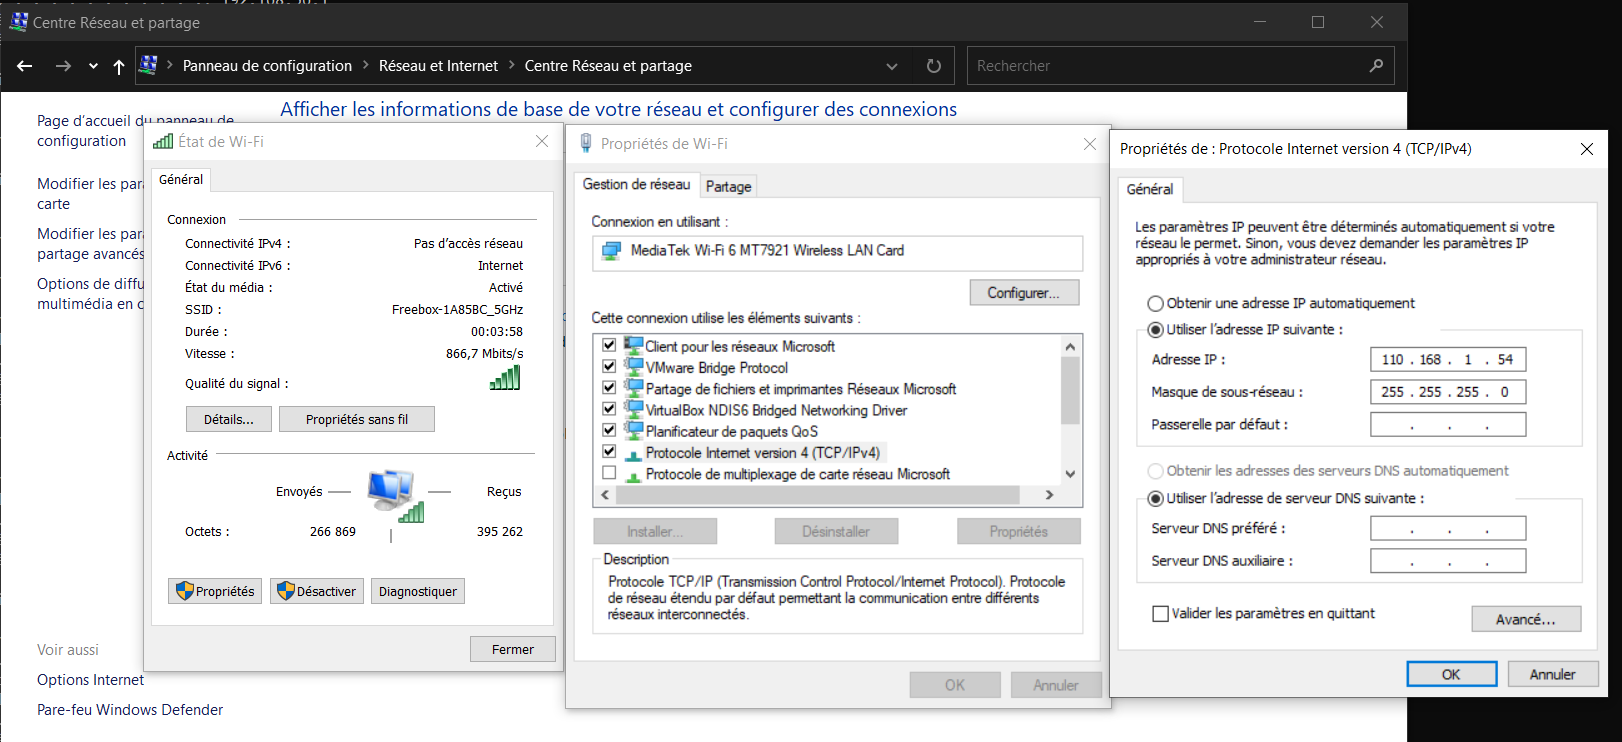 Centre Réseau et partage
Panneau de configuration > Réseau et Internet > Centre Réseau et partage
Rechercher
Page d'accueil du panneau de
configuration
Modifier les
carte
Modifier les
partage avancés
Options de
multimédia en
Voir aussi
Options Internet
Pare-feu Windows Defender
Afficher les informations de base de votre réseau et configurer des connexions
État de Wi-Fi
Général
Connexion
Connectivité IPv4 : Pas d'accès réseau
Connectivité IPv6 : Internet
État du média : Activé
SSID : Freebox-1A85BC_5GHz
Durée : 00:03:58
Vitesse : 866,7 Mbits/s
Qualité du signal :
Détails... Propriétés sans fil
Activité
Envoyés Reçus
Octets : 266 869 395 262
Propriétés Désactiver Diagnostiquer
Fermer
Propriétés de Wi-Fi
Gestion de réseau Partage
Connexion en utilisant :
MediaTek Wi-Fi 6 MT7921 Wireless LAN Card
Configurer...
Cette connexion utilise les éléments suivants :
Client pour les réseaux Microsoft
VMware Bridge Protocol
Partage de fichiers et imprimantes Réseaux Microsoft
VirtualBox NDIS6 Bridged Networking Driver
Planificateur de paquets QoS
Protocole Internet version 4 (TCP/IPv4)
Protocole de multiplexage de carte réseau Microsoft
Installer... Désinstaller Propriétés
Description
Protocole TCP/IP (Transmission Control Protocol/Internet Protocol). Protocole
de réseau étendu par défaut permettant la communication entre différents
réseaux interconnectés.
OK Annuler
Propriétés de : Protocole Internet version 4 (TCP/IPv4)
Général
Les paramètres IP peuvent être déterminés automatiquement si votre
réseau le permet. Sinon, vous devez demander les paramètres IP
appropriés à votre administrateur réseau.
Obtenir une adresse IP automatiquement
Utiliser l'adresse IP suivante :
Adresse IP : 110 . 168 . 1 . 54
Masque de sous-réseau : 255 . 255 . 255 . 0
Passerelle par défaut : . . .
Obtenir les adresses des serveurs DNS automatiquement
Utiliser l'adresse de serveur DNS suivante :
Serveur DNS préféré : . . .
Serveur DNS auxiliaire : . . .
Valider les paramètres en quittant
Avancé...
OK Annuler